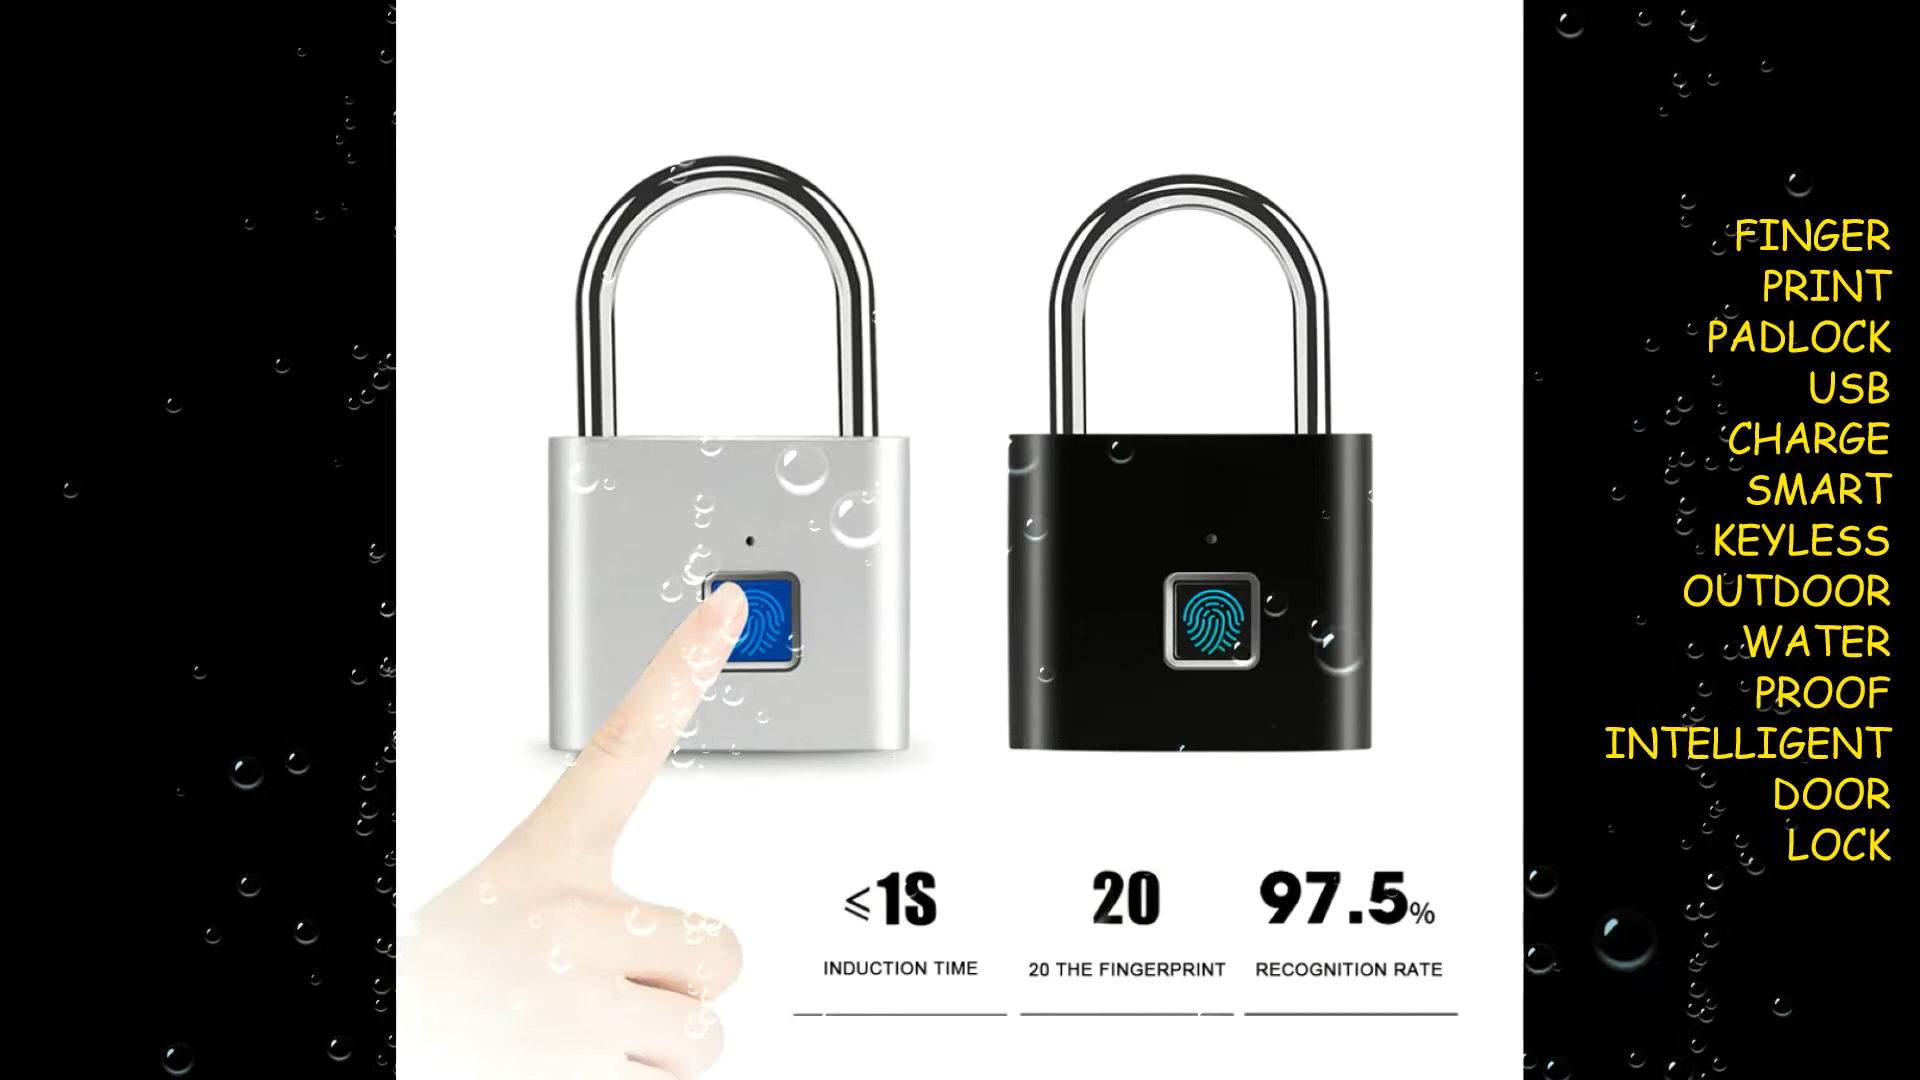 FINGER
PRINT
PADLOCK
USB
CHARGE
SMART
KEYLESS
OUTDOOR
WATER
PROOF
INTELLIGENT
DOOR
LOCK
≤1S
INDUCTION TIME
20
20 THE FINGERPRINT
97.5%
RECOGNITION RATE